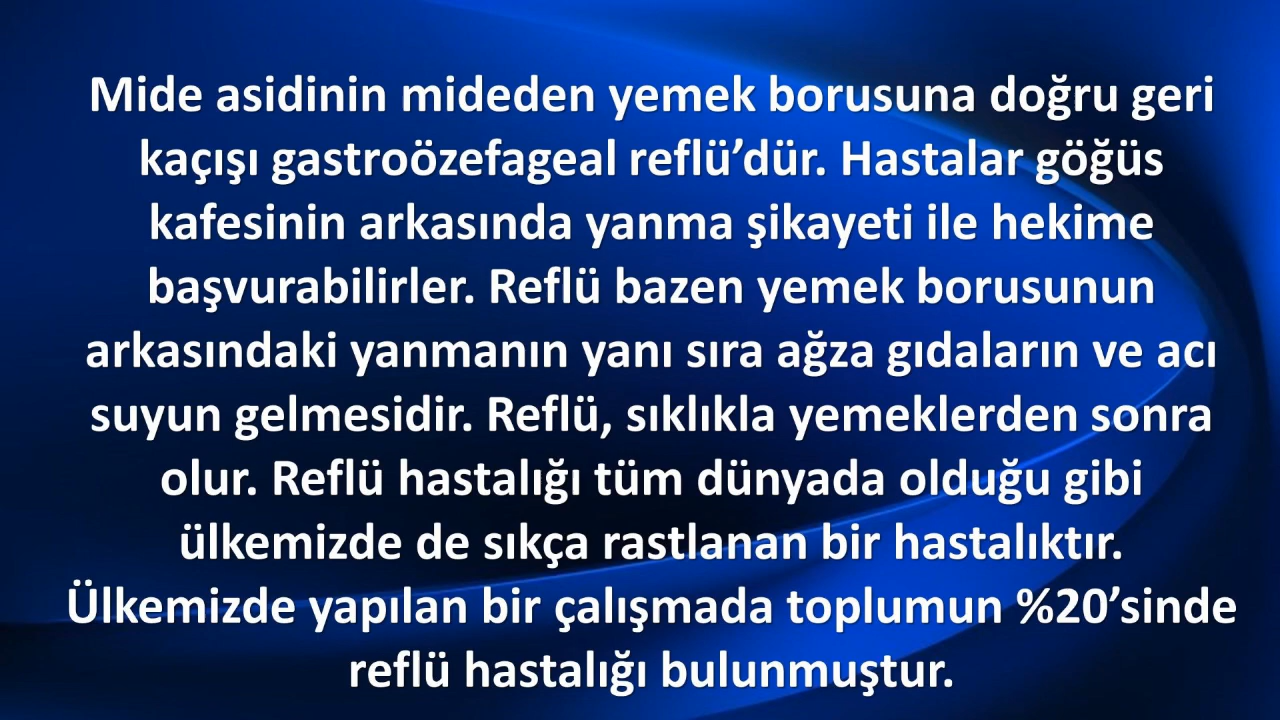 Mide asidinin mideden yemek borusuna doğru geri
kaçışı gastroözefageal reflü’dür. Hastalar göğüs
kafesinin arkasında yanma şikayeti ile hekime
başvurabilirler. Reflü bazen yemek borusunun
arkasındaki yanmanın yanı sıra ağza gıdaların ve acı
suyun gelmesidir. Reflü, sıklıkla yemeklerden sonra
olur. Reflü hastalığı tüm dünyada olduğu gibi
ülkemizde de sıkça rastlanan bir hastalıktır.
Ülkemizde yapılan bir çalışmada toplumun %20’sinde
reflü hastalığı bulunmuştur.